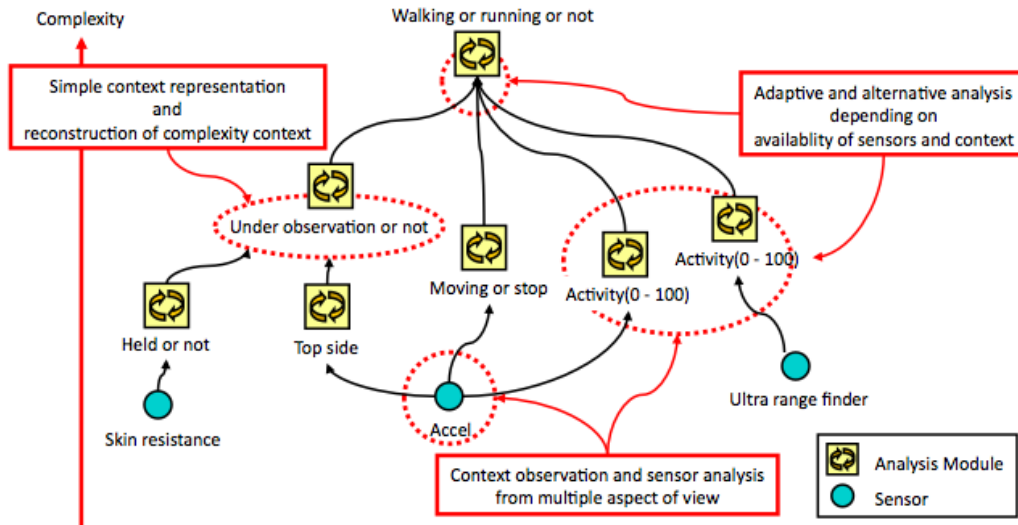 Complexity
Walking or running or not
Simple context representation
and
reconstruction of complexity context
Adaptive and alternative analysis
depending on
availablity of sensors and context
Under observation or not
Moving or stop
Activity(0 - 100)
Activity(0 - 100)
Held or not
Top side
Skin resistance
Accel
Ultra range finder
Context observation and sensor analysis
from multiple aspect of view
Analysis Module
Sensor